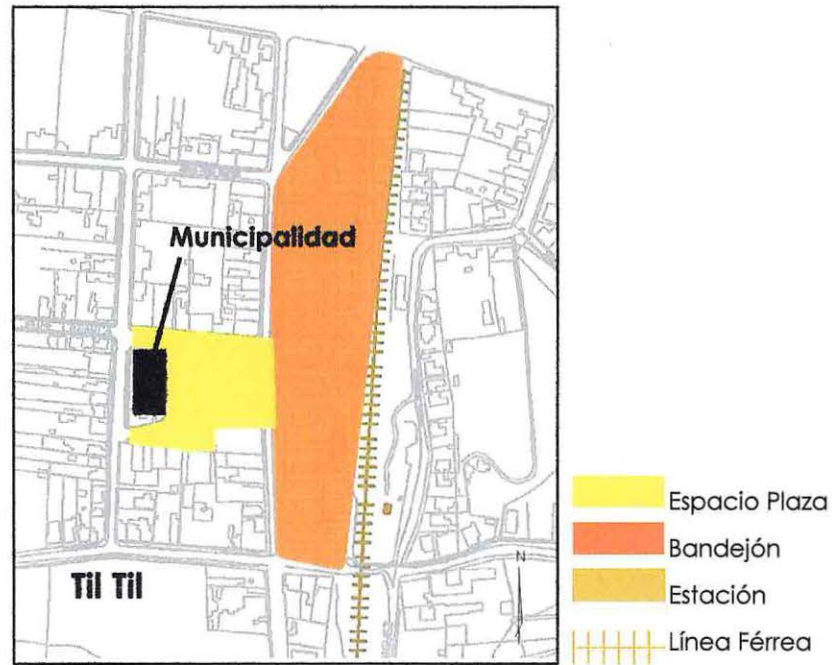 Municipalidad
Til Til
N
Espacio Plaza
Bandejón
Estación
Línea Férrea